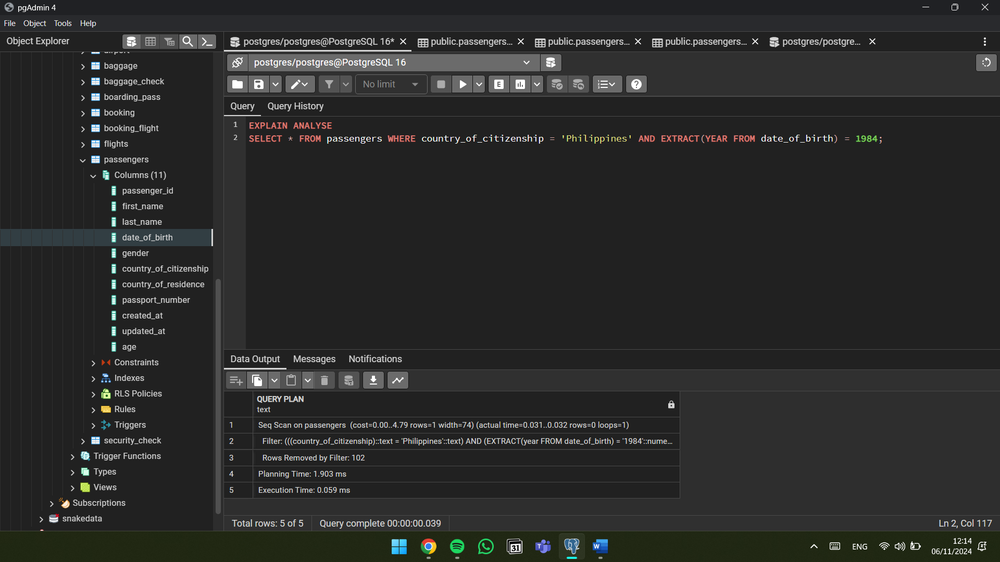 pgAdmin 4
File Object Tools Help
Object Explorer
postgres/postgres@PostgreSQL 16* public.passengers... public.passengers... public.passengers... postgres/postgre...
postgres/postgres@PostgreSQL 16
No limit
E
Query Query History
1 EXPLAIN ANALYSE
2 SELECT * FROM passengers WHERE country_of_citizenship = 'Philippines' AND EXTRACT(YEAR FROM date_of_birth) = 1984;
baggage
baggage_check
boarding_pass
booking
booking_flight
flights
passengers
Columns (11)
passenger_id
first_name
last_name
date_of_birth
gender
country_of_citizenship
country_of_residence
passport_number
created_at
updated_at
age
Constraints
Indexes
RLS Policies
Rules
Triggers
security_check
Trigger Functions
Types
Views
Subscriptions
snakedata
Data Output Messages Notifications
QUERY PLAN
text
1 Seq Scan on passengers (cost=0.00..4.79 rows=1 width=74) (actual time=0.031..0.032 rows=0 loops=1)
2 Filter: (((country_of_citizenship)::text = 'Philippines'::text) AND (EXTRACT(year FROM date_of_birth) = '1984'::nume...
3 Rows Removed by Filter: 102
4 Planning Time: 1.903 ms
5 Execution Time: 0.059 ms
Total rows: 5 of 5 Query complete 00:00:00.039 Ln 2, Col 117
31 T W ENG 12:14
06/11/2024